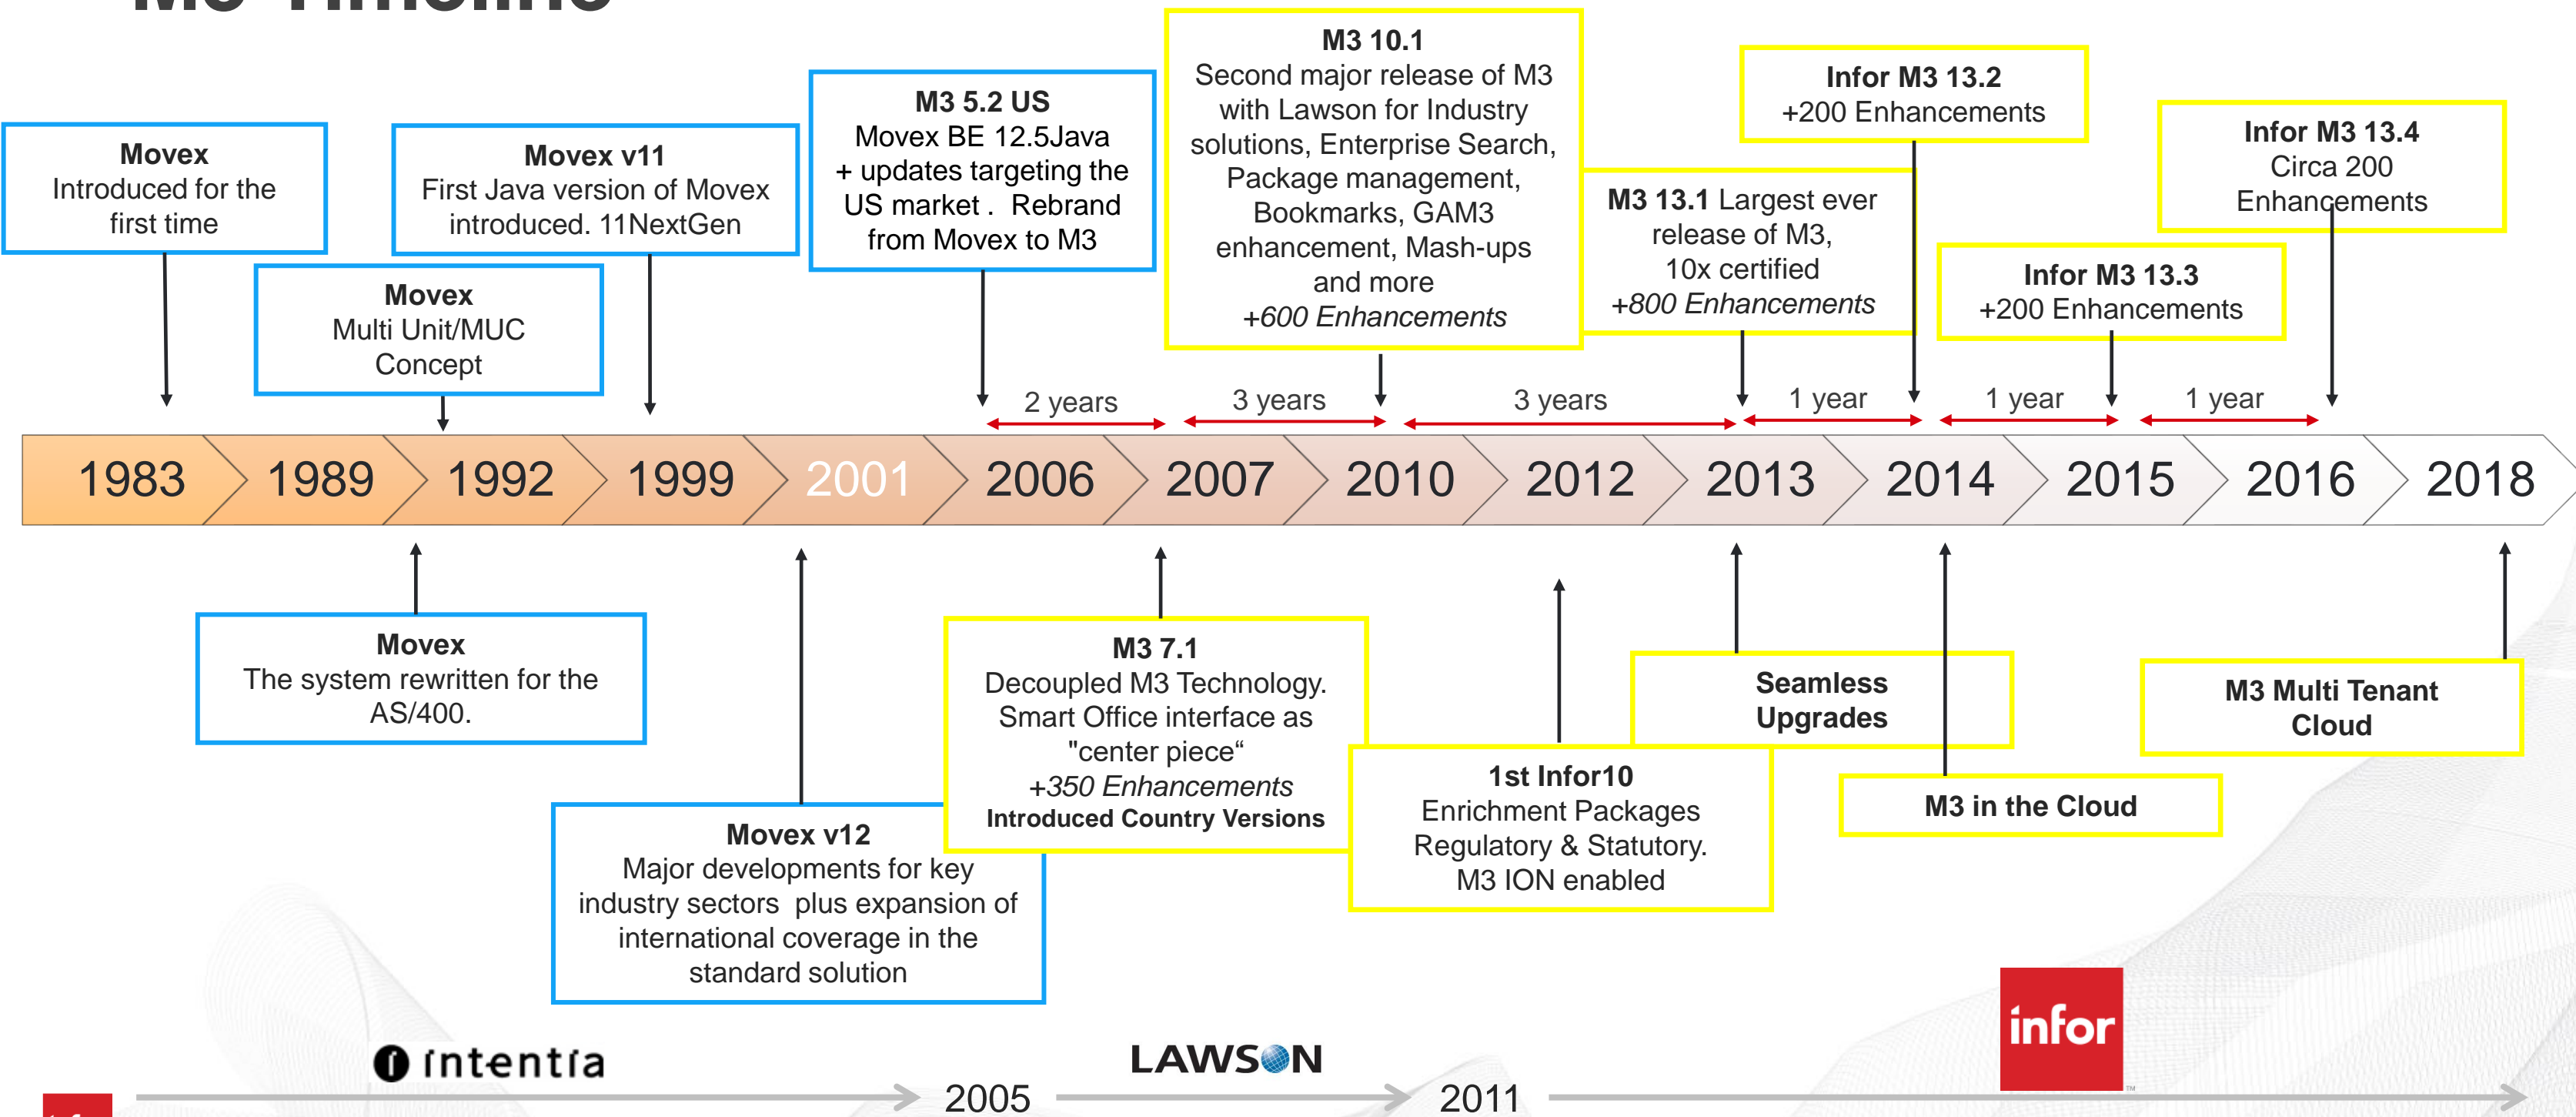 M3 Timeline
Movex
Introduced for the
first time
Movex
Multi Unit/MUC
Concept
Movex v11
First Java version of Movex
introduced. 11NextGen
M3 5.2 US
Movex BE 12.5Java
+ updates targeting the
US market . Rebrand
from Movex to M3
M3 10.1
Second major release of M3
with Lawson for Industry
solutions, Enterprise Search,
Package management,
Bookmarks, GAM3
enhancement, Mash-ups
and more
+600 Enhancements
M3 13.1 Largest ever
release of M3,
10x certified
+800 Enhancements
Infor M3 13.2
+200 Enhancements
Infor M3 13.3
+200 Enhancements
Infor M3 13.4
Circa 200
Enhancements
2 years
3 years
3 years
1 year
1 year
1 year
1983
1989
1992
1999
2001
2006
2007
2010
2012
2013
2014
2015
2016
2018
Movex
The system rewritten for the
AS/400.
Movex v12
Major developments for key
industry sectors plus expansion of
international coverage in the
standard solution
M3 7.1
Decoupled M3 Technology.
Smart Office interface as
"center piece“
+350 Enhancements
Introduced Country Versions
1st Infor10
Enrichment Packages
Regulatory & Statutory.
M3 ION enabled
Seamless
Upgrades
M3 in the Cloud
M3 Multi Tenant
Cloud
intentia
LAWSON
infor
TM
2005
2011